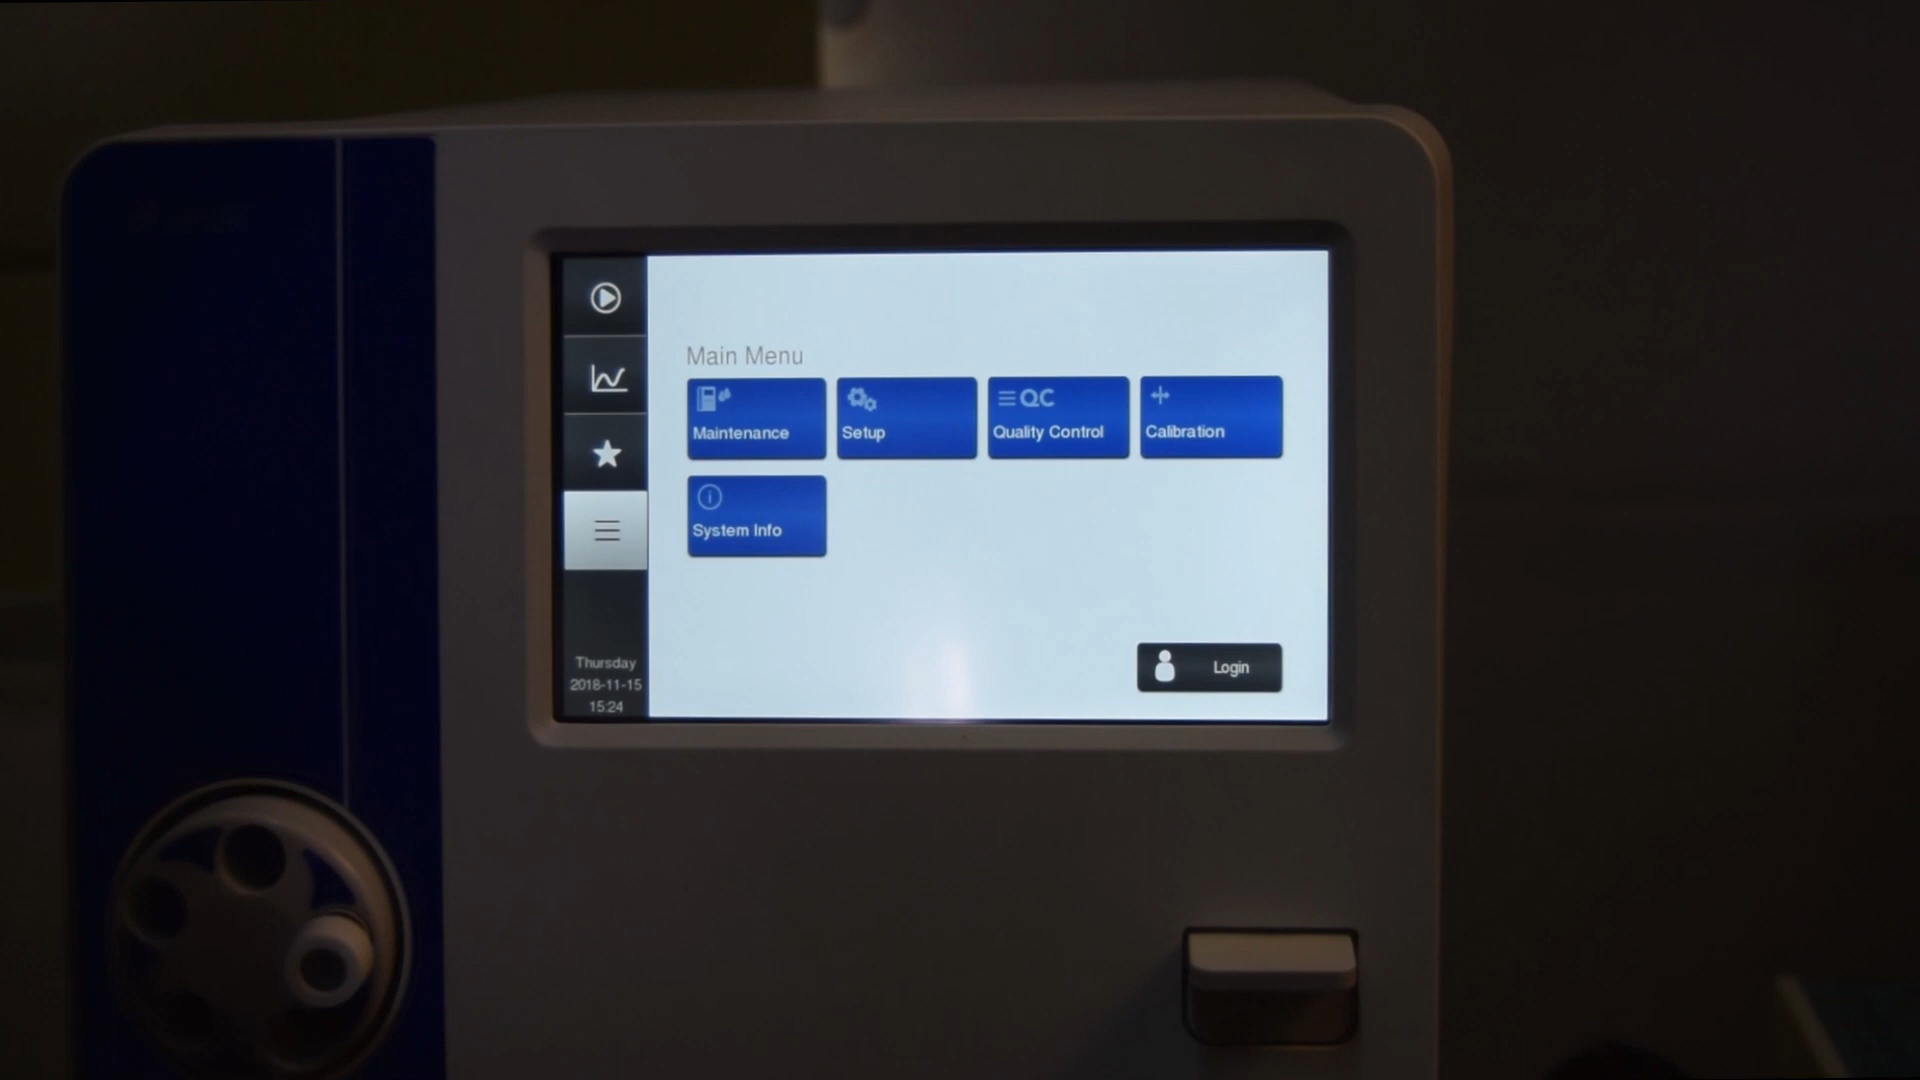 Main Menu
Maintenance
Setup
QC
Quality Control
Calibration
System Info
Login
Thursday
2018-11-15
15:24